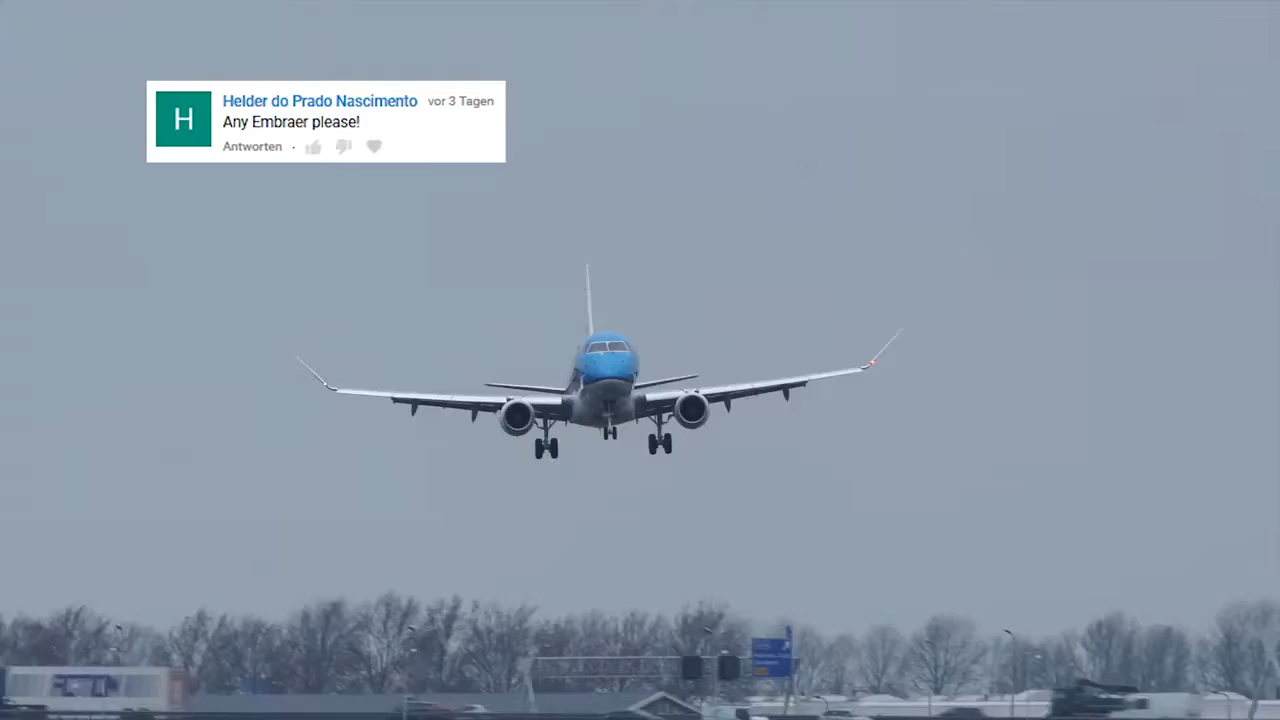 H
Helder do Prado Nascimento vor 3 Tagen
Any Embraer please!
Antworten ·